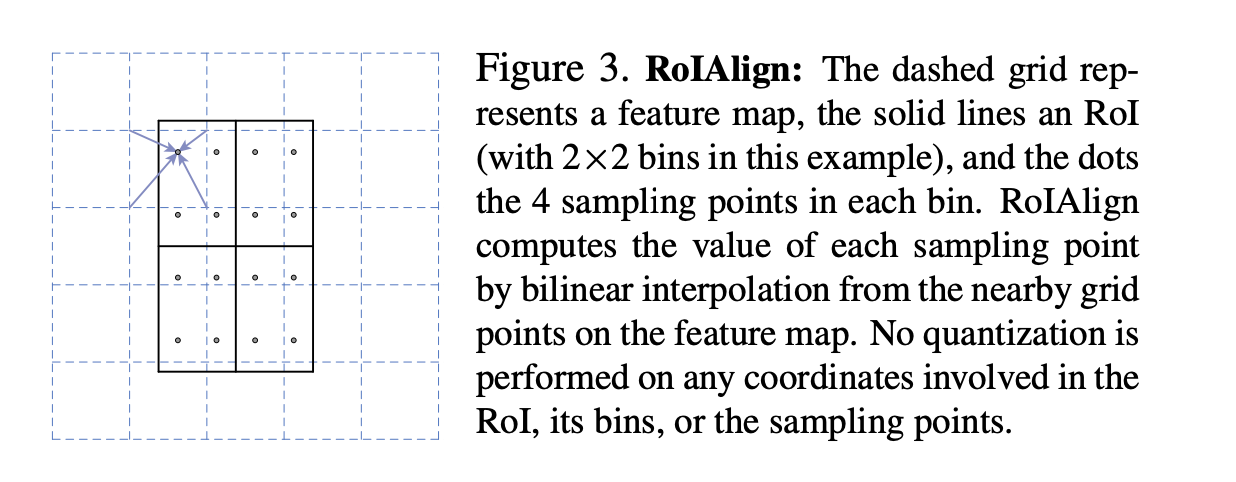 Figure 3. RoIAlign: The dashed grid rep-
resents a feature map, the solid lines an RoI
(with 2×2 bins in this example), and the dots
the 4 sampling points in each bin. RoIAlign
computes the value of each sampling point
by bilinear interpolation from the nearby grid
points on the feature map. No quantization is
performed on any coordinates involved in the
RoI, its bins, or the sampling points.